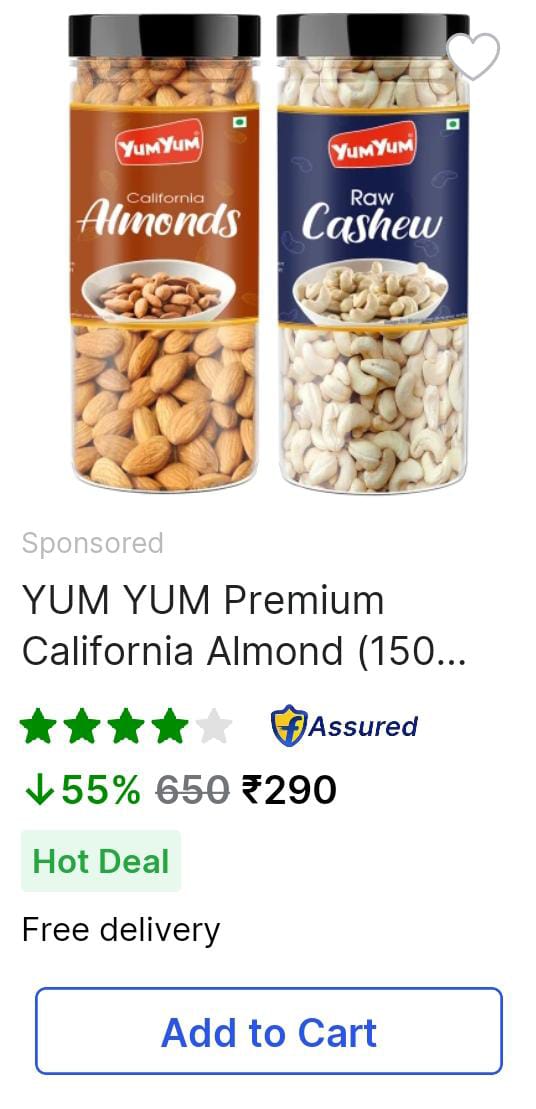 YUMYUM
California
Almonds
YUMYUM
Raw
Cashew
Sponsored
YUM YUM Premium
California Almond (150...
Assured
↓55% 650 ₹290
Hot Deal
Free delivery
Add to Cart